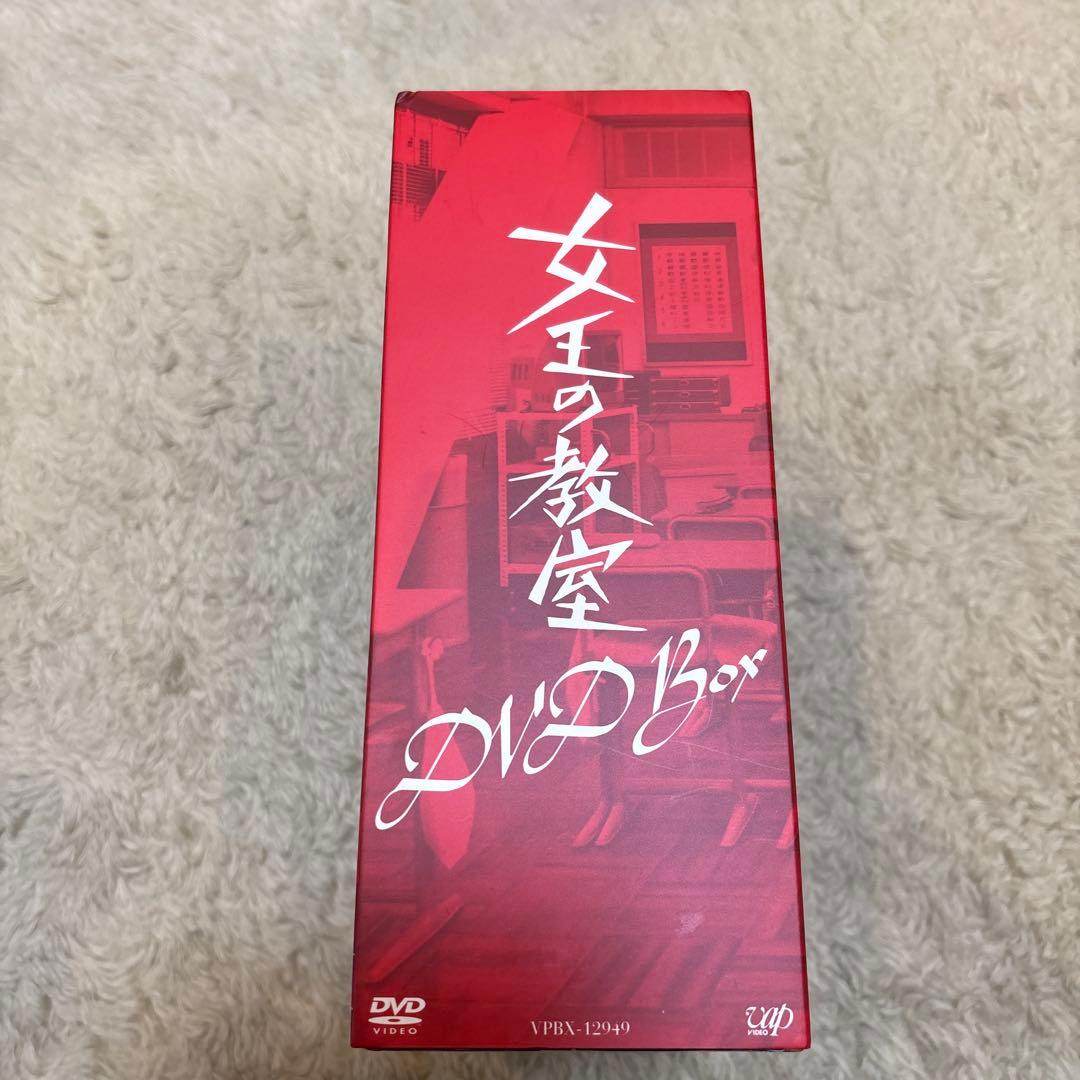 女王の教室
DVD Box
DVD
VIDEO
VPBX-12949
vap
VIDEO